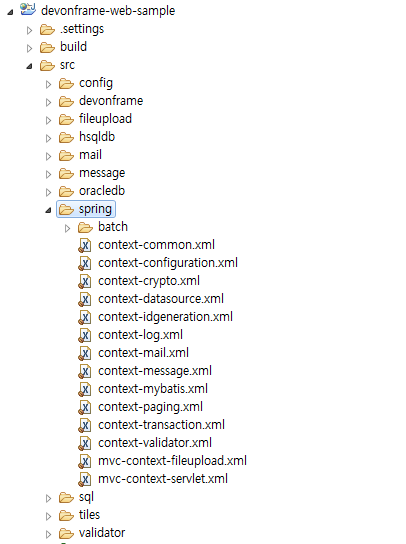 devonframe-web-sample
.settings
build
src
config
devonframe
fileupload
hsqldb
mail
message
oracledb
spring
batch
context-common.xml
context-configuration.xml
context-crypto.xml
context-datasource.xml
context-idgeneration.xml
context-log.xml
context-mail.xml
context-message.xml
context-mybatis.xml
context-paging.xml
context-transaction.xml
context-validator.xml
mvc-context-fileupload.xml
mvc-context-servlet.xml
sql
tiles
validator